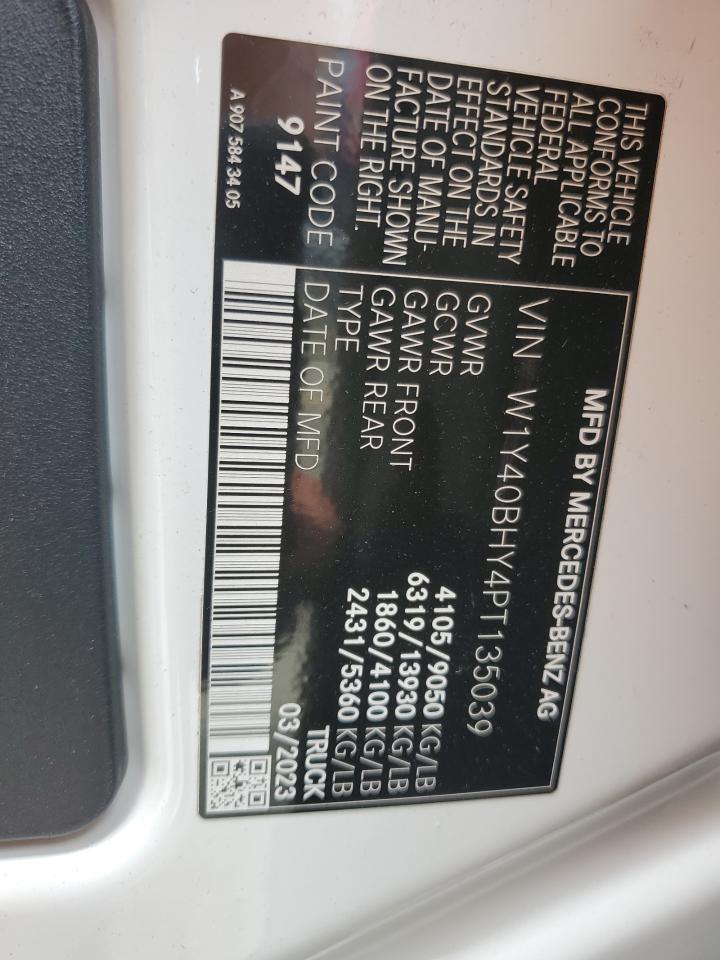 THIS VEHICLE
CONFORMS TO
ALL APPLICABLE
FEDERAL
VEHICLE SAFETY
STANDARDS IN
EFFECT ON THE
DATE OF MANU-
FACTURE SHOWN
ON THE RIGHT.
PAINT CODE
9147
A 907 584 34 05
MFD BY MERCEDES-BENZ AG
VIN W1Y40BHY4PT135039
GVWR 4105/9050 KG/LB
GCWR 6319/13930 KG/LB
GAWR FRONT 1860/4100 KG/LB
GAWR REAR 2431/5360 KG/LB
TYPE TRUCK
DATE OF MFD 03/2023